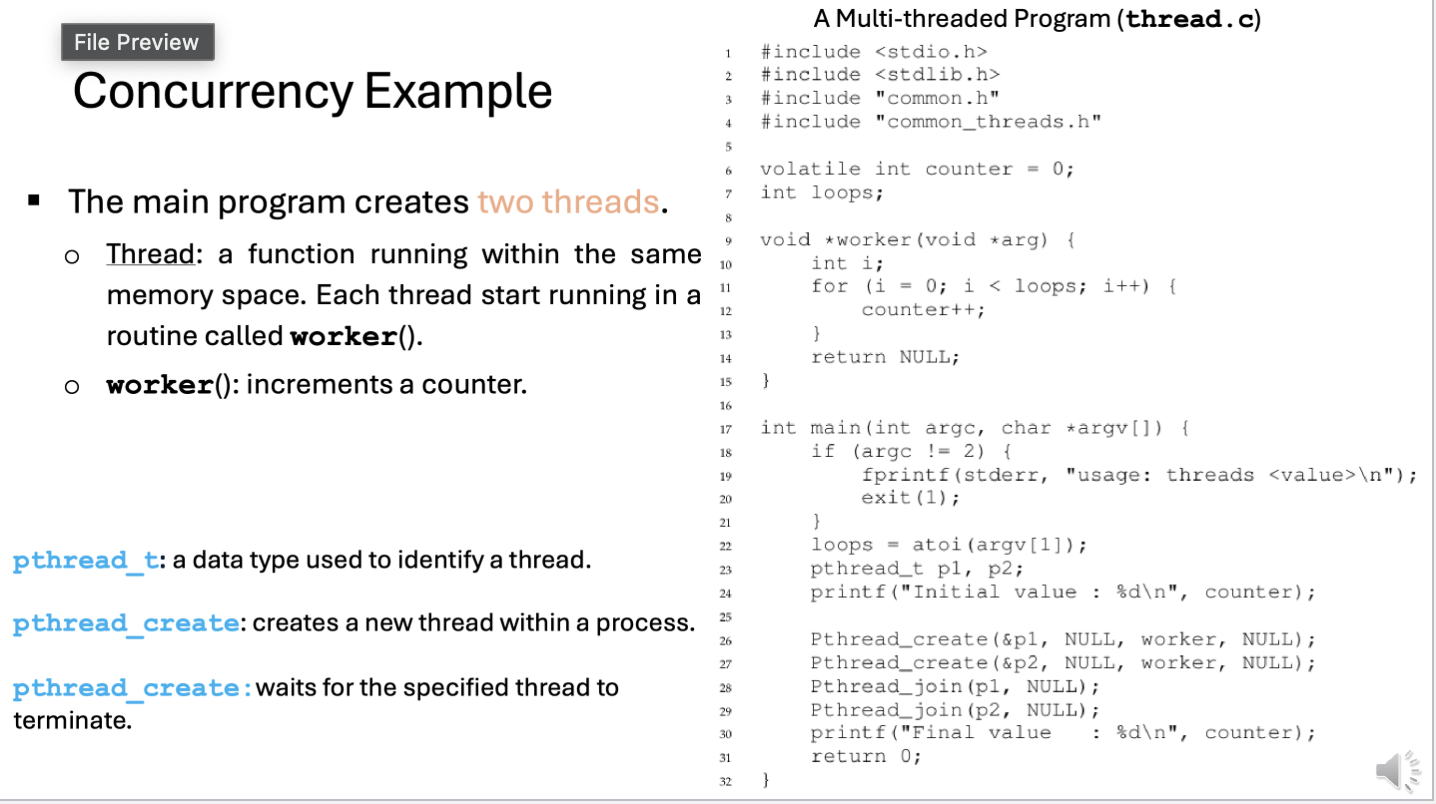 File Preview
Concurrency Example
▪ The main program creates two threads.
o Thread: a function running within the same
memory space. Each thread start running in a
routine called worker().
o worker(): increments a counter.
pthread_t: a data type used to identify a thread.
pthread_create: creates a new thread within a process.
pthread_create: waits for the specified thread to
terminate.
A Multi-threaded Program (thread.c)
1 #include <stdio.h>
2 #include <stdlib.h>
3 #include "common.h"
4 #include "common_threads.h"
5
6 volatile int counter = 0;
7 int loops;
8
9 void *worker(void *arg) {
10     int i;
11     for (i = 0; i < loops; i++) {
12         counter++;
13     }
14     return NULL;
15 }
16
17 int main(int argc, char *argv[]) {
18     if (argc != 2) {
19         fprintf(stderr, "usage: threads <value>\n");
20         exit(1);
21     }
22     loops = atoi(argv[1]);
23     pthread_t p1, p2;
24     printf("Initial value : %d\n", counter);
25
26     Pthread_create(&p1, NULL, worker, NULL);
27     Pthread_create(&p2, NULL, worker, NULL);
28     Pthread_join(p1, NULL);
29     Pthread_join(p2, NULL);
30     printf("Final value   : %d\n", counter);
31     return 0;
32 }